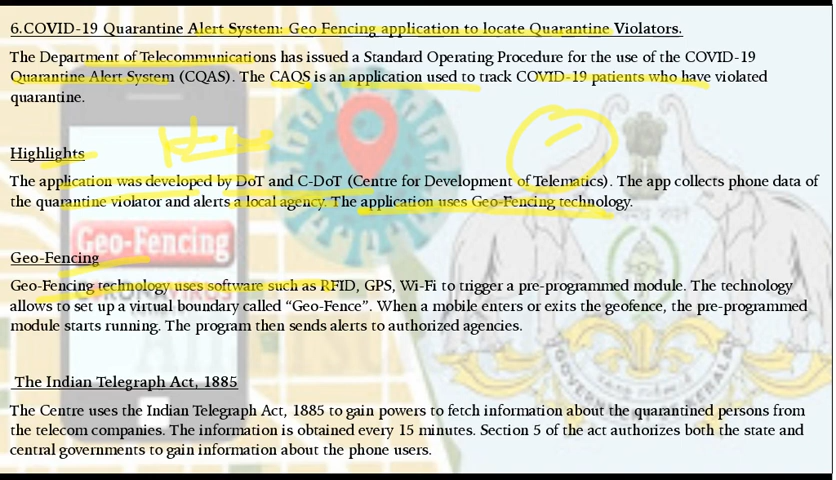 6.COVID-19 Quarantine Alert System: Geo Fencing application to locate Quarantine Violators.
The Department of Telecommunications has issued a Standard Operating Procedure for the use of the COVID-19
Quarantine Alert System (CQAS). The CAQS is an application used to track COVID-19 patients who have violated
quarantine.
Highlights
The application was developed by DoT and C-DoT (Centre for Development of Telematics). The app collects phone data of
the quarantine violator and alerts a local agency. The application uses Geo-Fencing technology.
Geo-Fencing
Geo-Fencing
Geo-Fencing technology uses software such as RFID, GPS, Wi-Fi to trigger a pre-programmed module. The technology
allows to set up a virtual boundary called “Geo-Fence”. When a mobile enters or exits the geofence, the pre-programmed
module starts running. The program then sends alerts to authorized agencies.
The Indian Telegraph Act, 1885
The Centre uses the Indian Telegraph Act, 1885 to gain powers to fetch information about the quarantined persons from
the telecom companies. The information is obtained every 15 minutes. Section 5 of the act authorizes both the state and
central governments to gain information about the phone users.